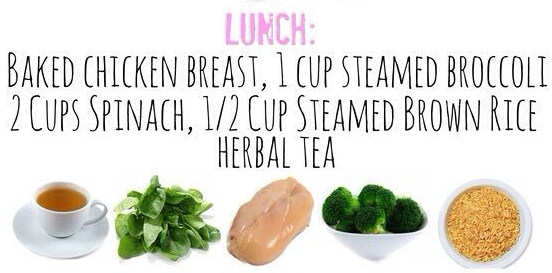 LUNCH:
BAKED CHICKEN BREAST, 1 CUP STEAMED BROCCOLI
2 CUPS SPINACH, 1/2 CUP STEAMED BROWN RICE
HERBAL TEA